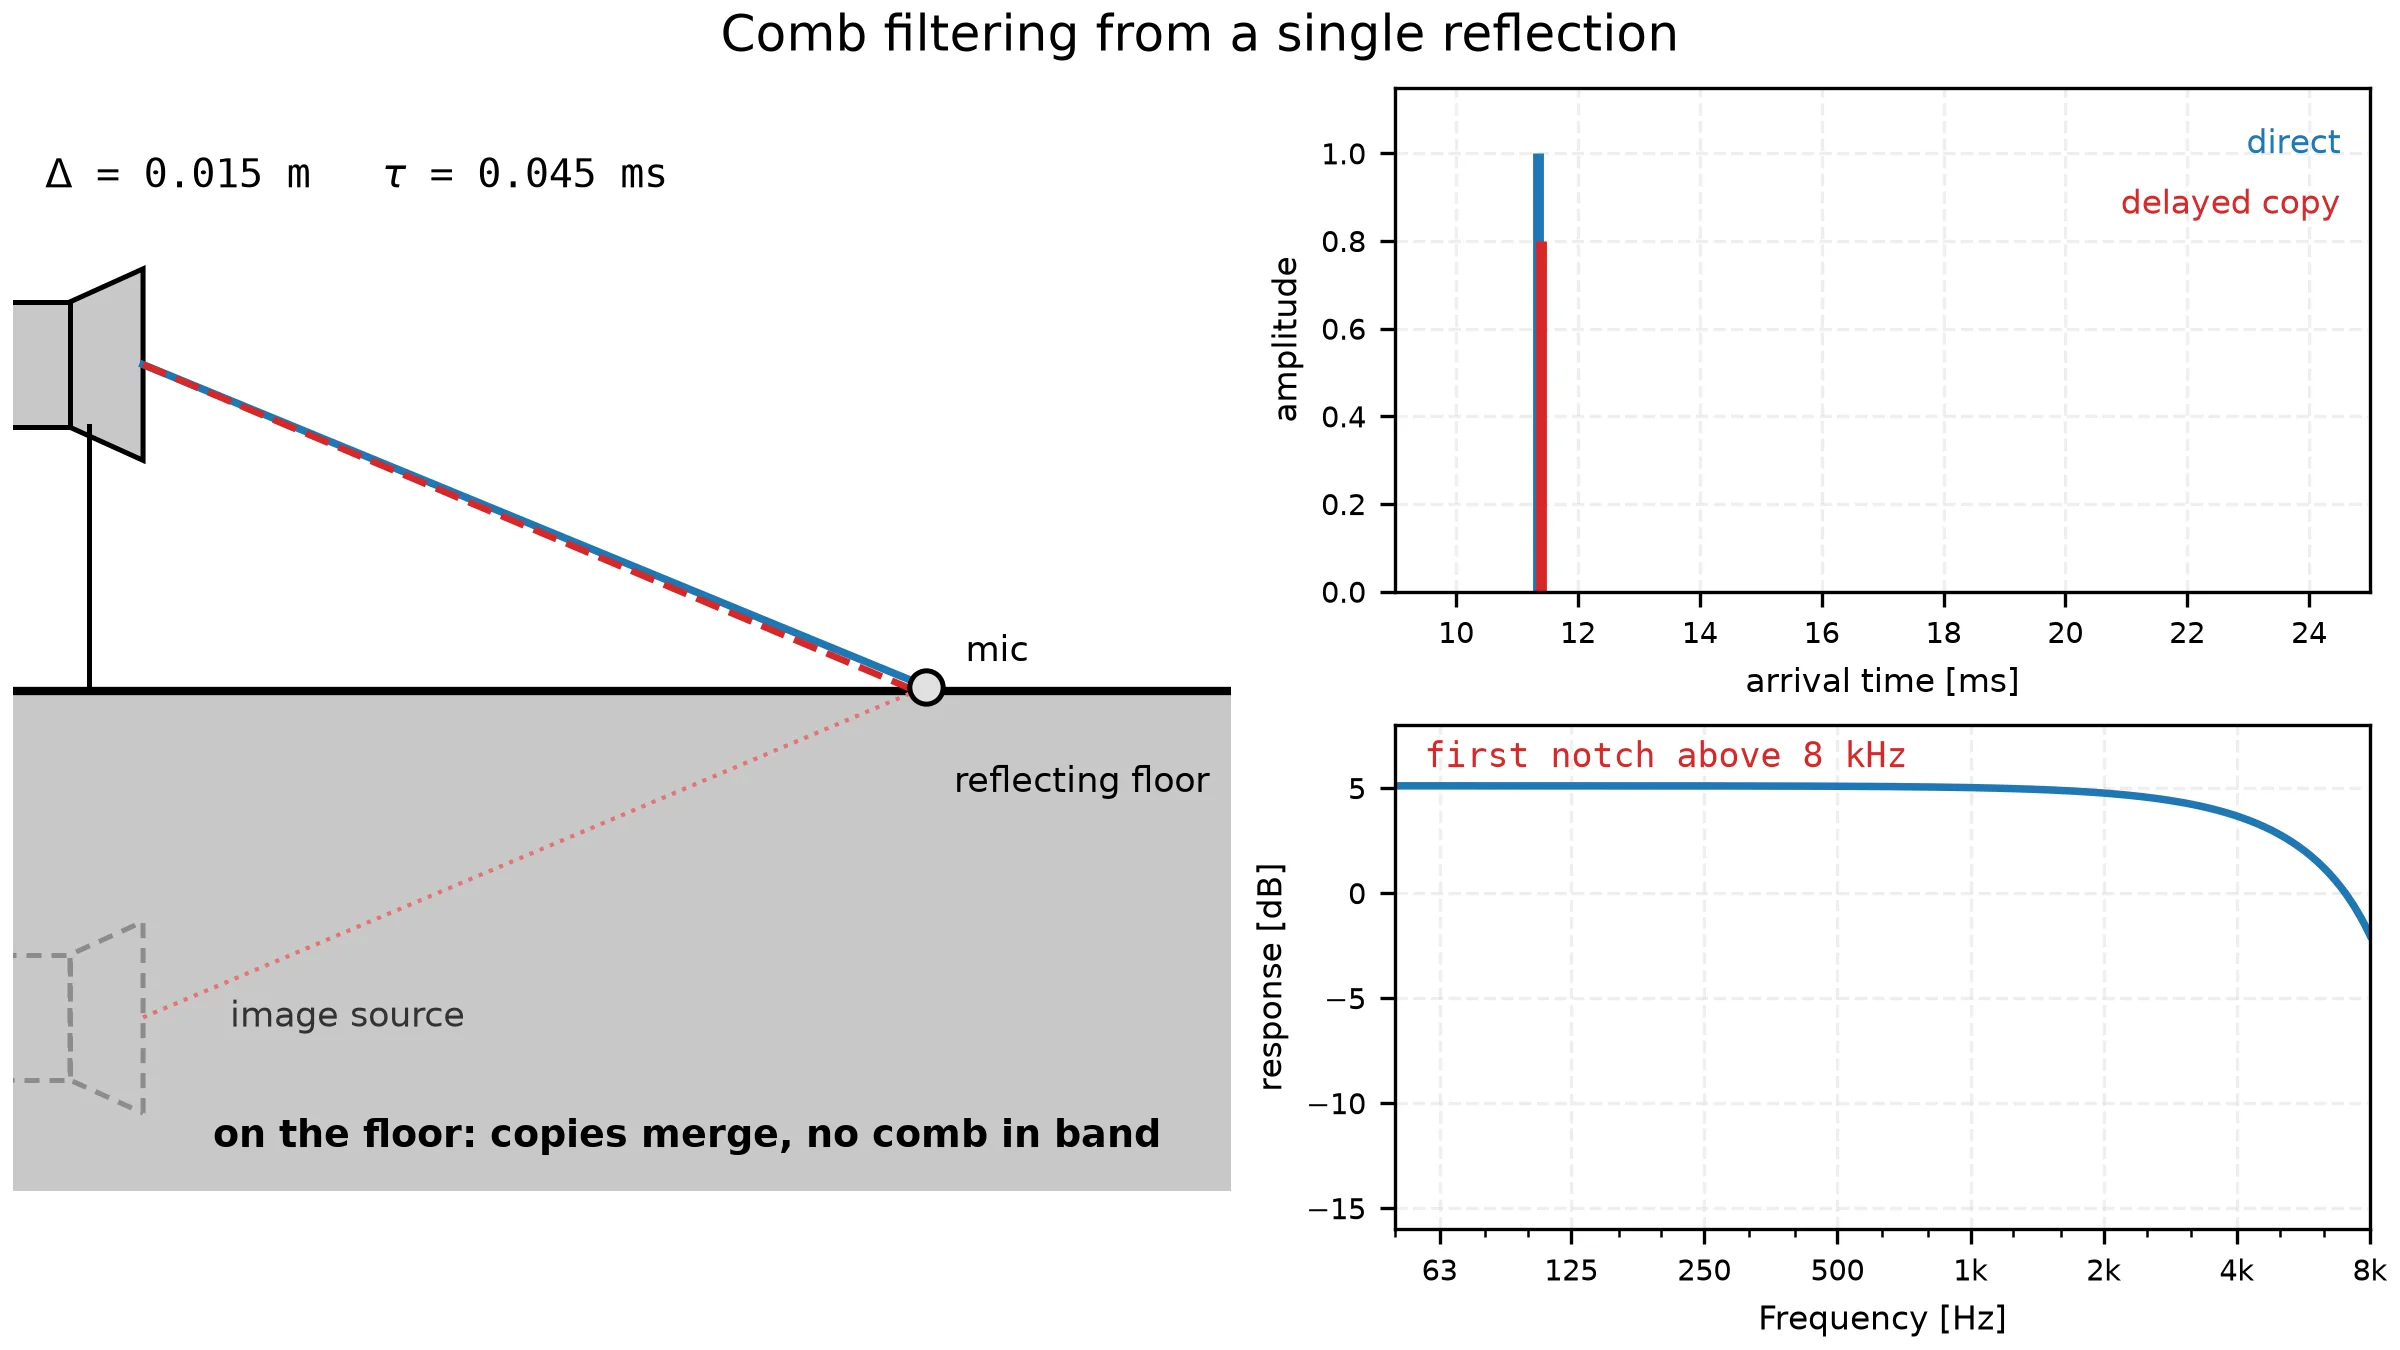 Comb filtering from a single reflection
Δ = 0.015 m   τ = 0.045 ms
mic
reflecting floor
image source
on the floor: copies merge, no comb in band
direct
delayed copy
amplitude
1.0
0.8
0.6
0.4
0.2
0.0
10 12 14 16 18 20 22 24
arrival time [ms]
first notch above 8 kHz
response [dB]
5
0
−5
−10
−15
63 125 250 500 1k 2k 4k 8k
Frequency [Hz]